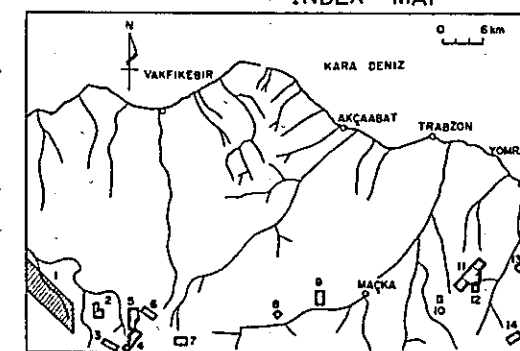 INDEX MAP
N
0 6 km
KARA DENIZ
VAKFIKEBIR
AKÇAABAT
TRABZON
YOMR
1
2
5
6
3
4
7
8
9
MAÇKA
11
10
12
13
14